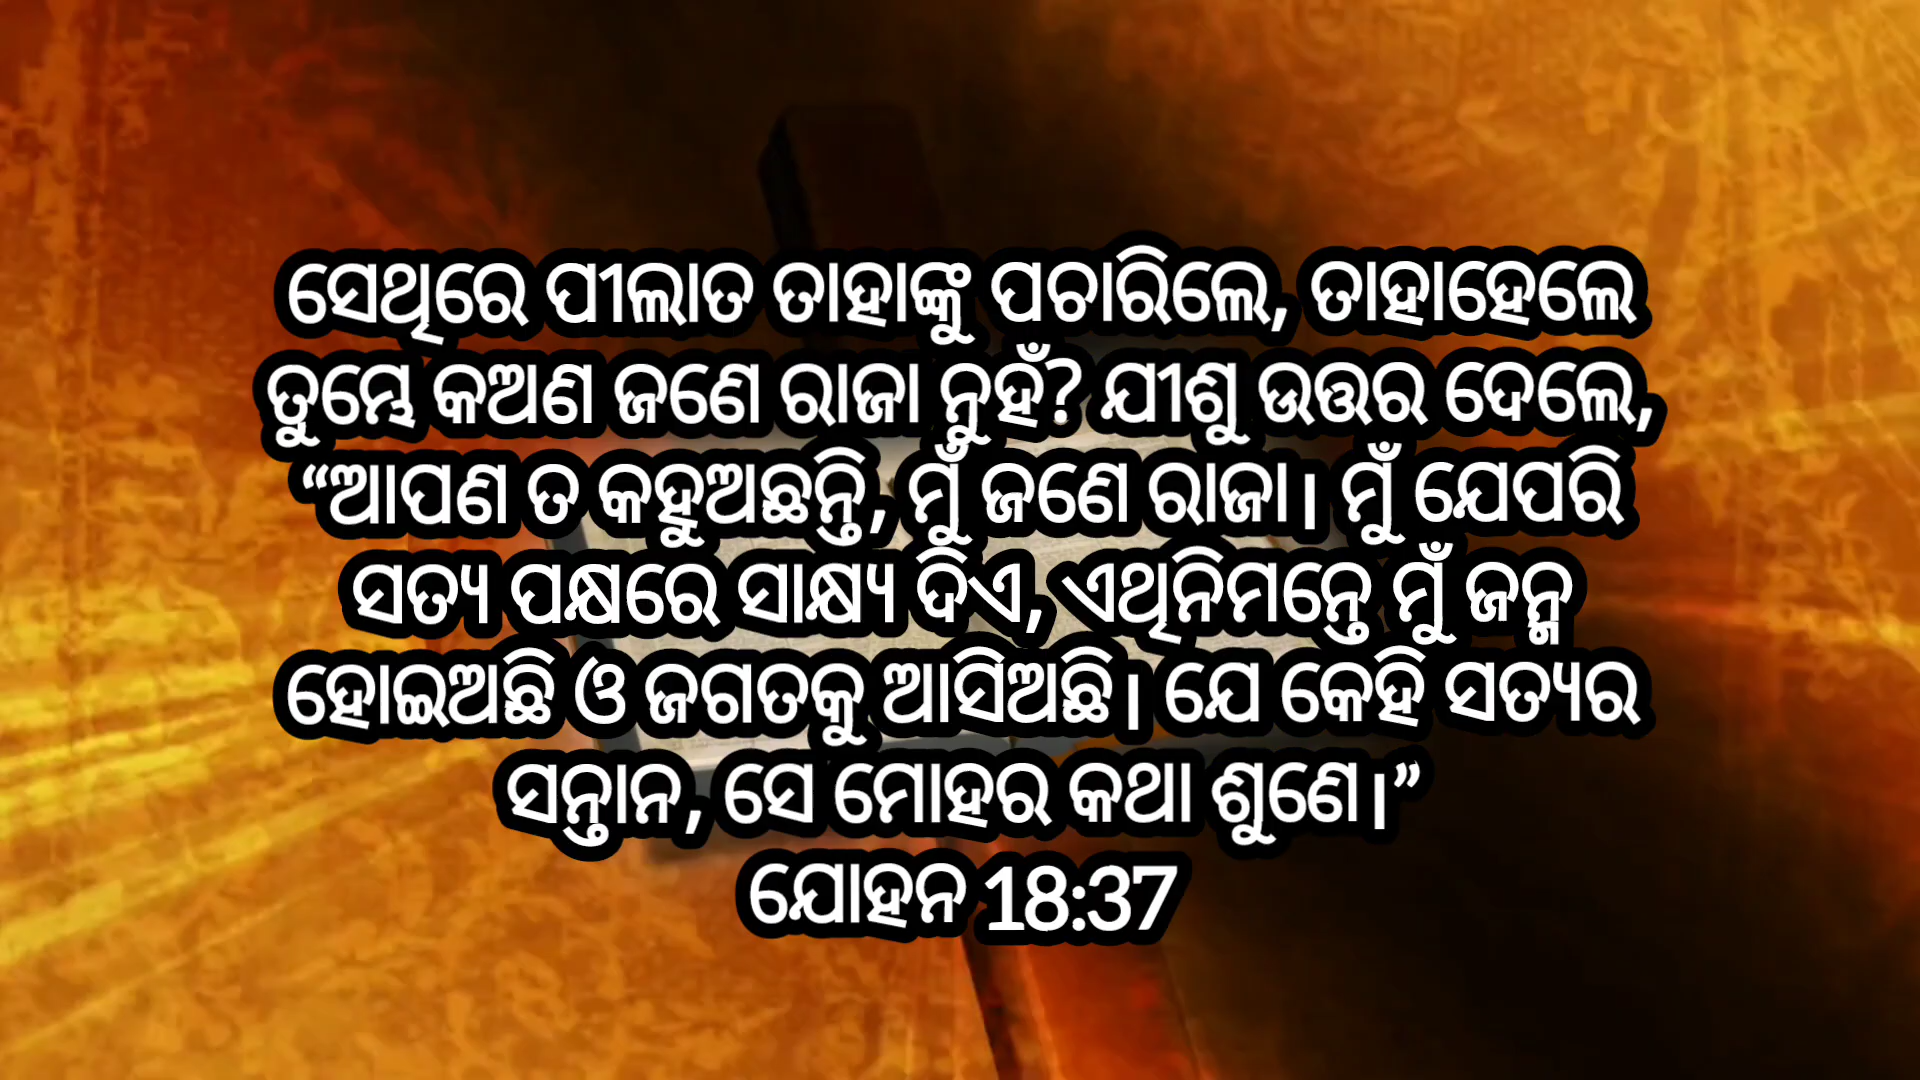 ସେଥିରେ ପୀଲାତ ତାହାଙ୍କୁ ପଚାରିଲେ, ତାହାହେଲେ
ତୁମ୍ଭେ କଅଣ ଜଣେ ରାଜା ନୁହଁ? ଯୀଶୁ ଉତ୍ତର ଦେଲେ,
“ଆପଣ ତ କହୁଅଛନ୍ତି, ମୁଁ ଜଣେ ରାଜା। ମୁଁ ଯେପରି
ସତ୍ୟ ପକ୍ଷରେ ସାକ୍ଷ୍ୟ ଦିଏ, ଏଥିନିମନ୍ତେ ମୁଁ ଜନ୍ମ
ହୋଇଅଛି ଓ ଜଗତକୁ ଆସିଅଛି। ଯେ କେହି ସତ୍ୟର
ସନ୍ତାନ, ସେ ମୋହର କଥା ଶୁଣେ।”
ଯୋହନ 18:37